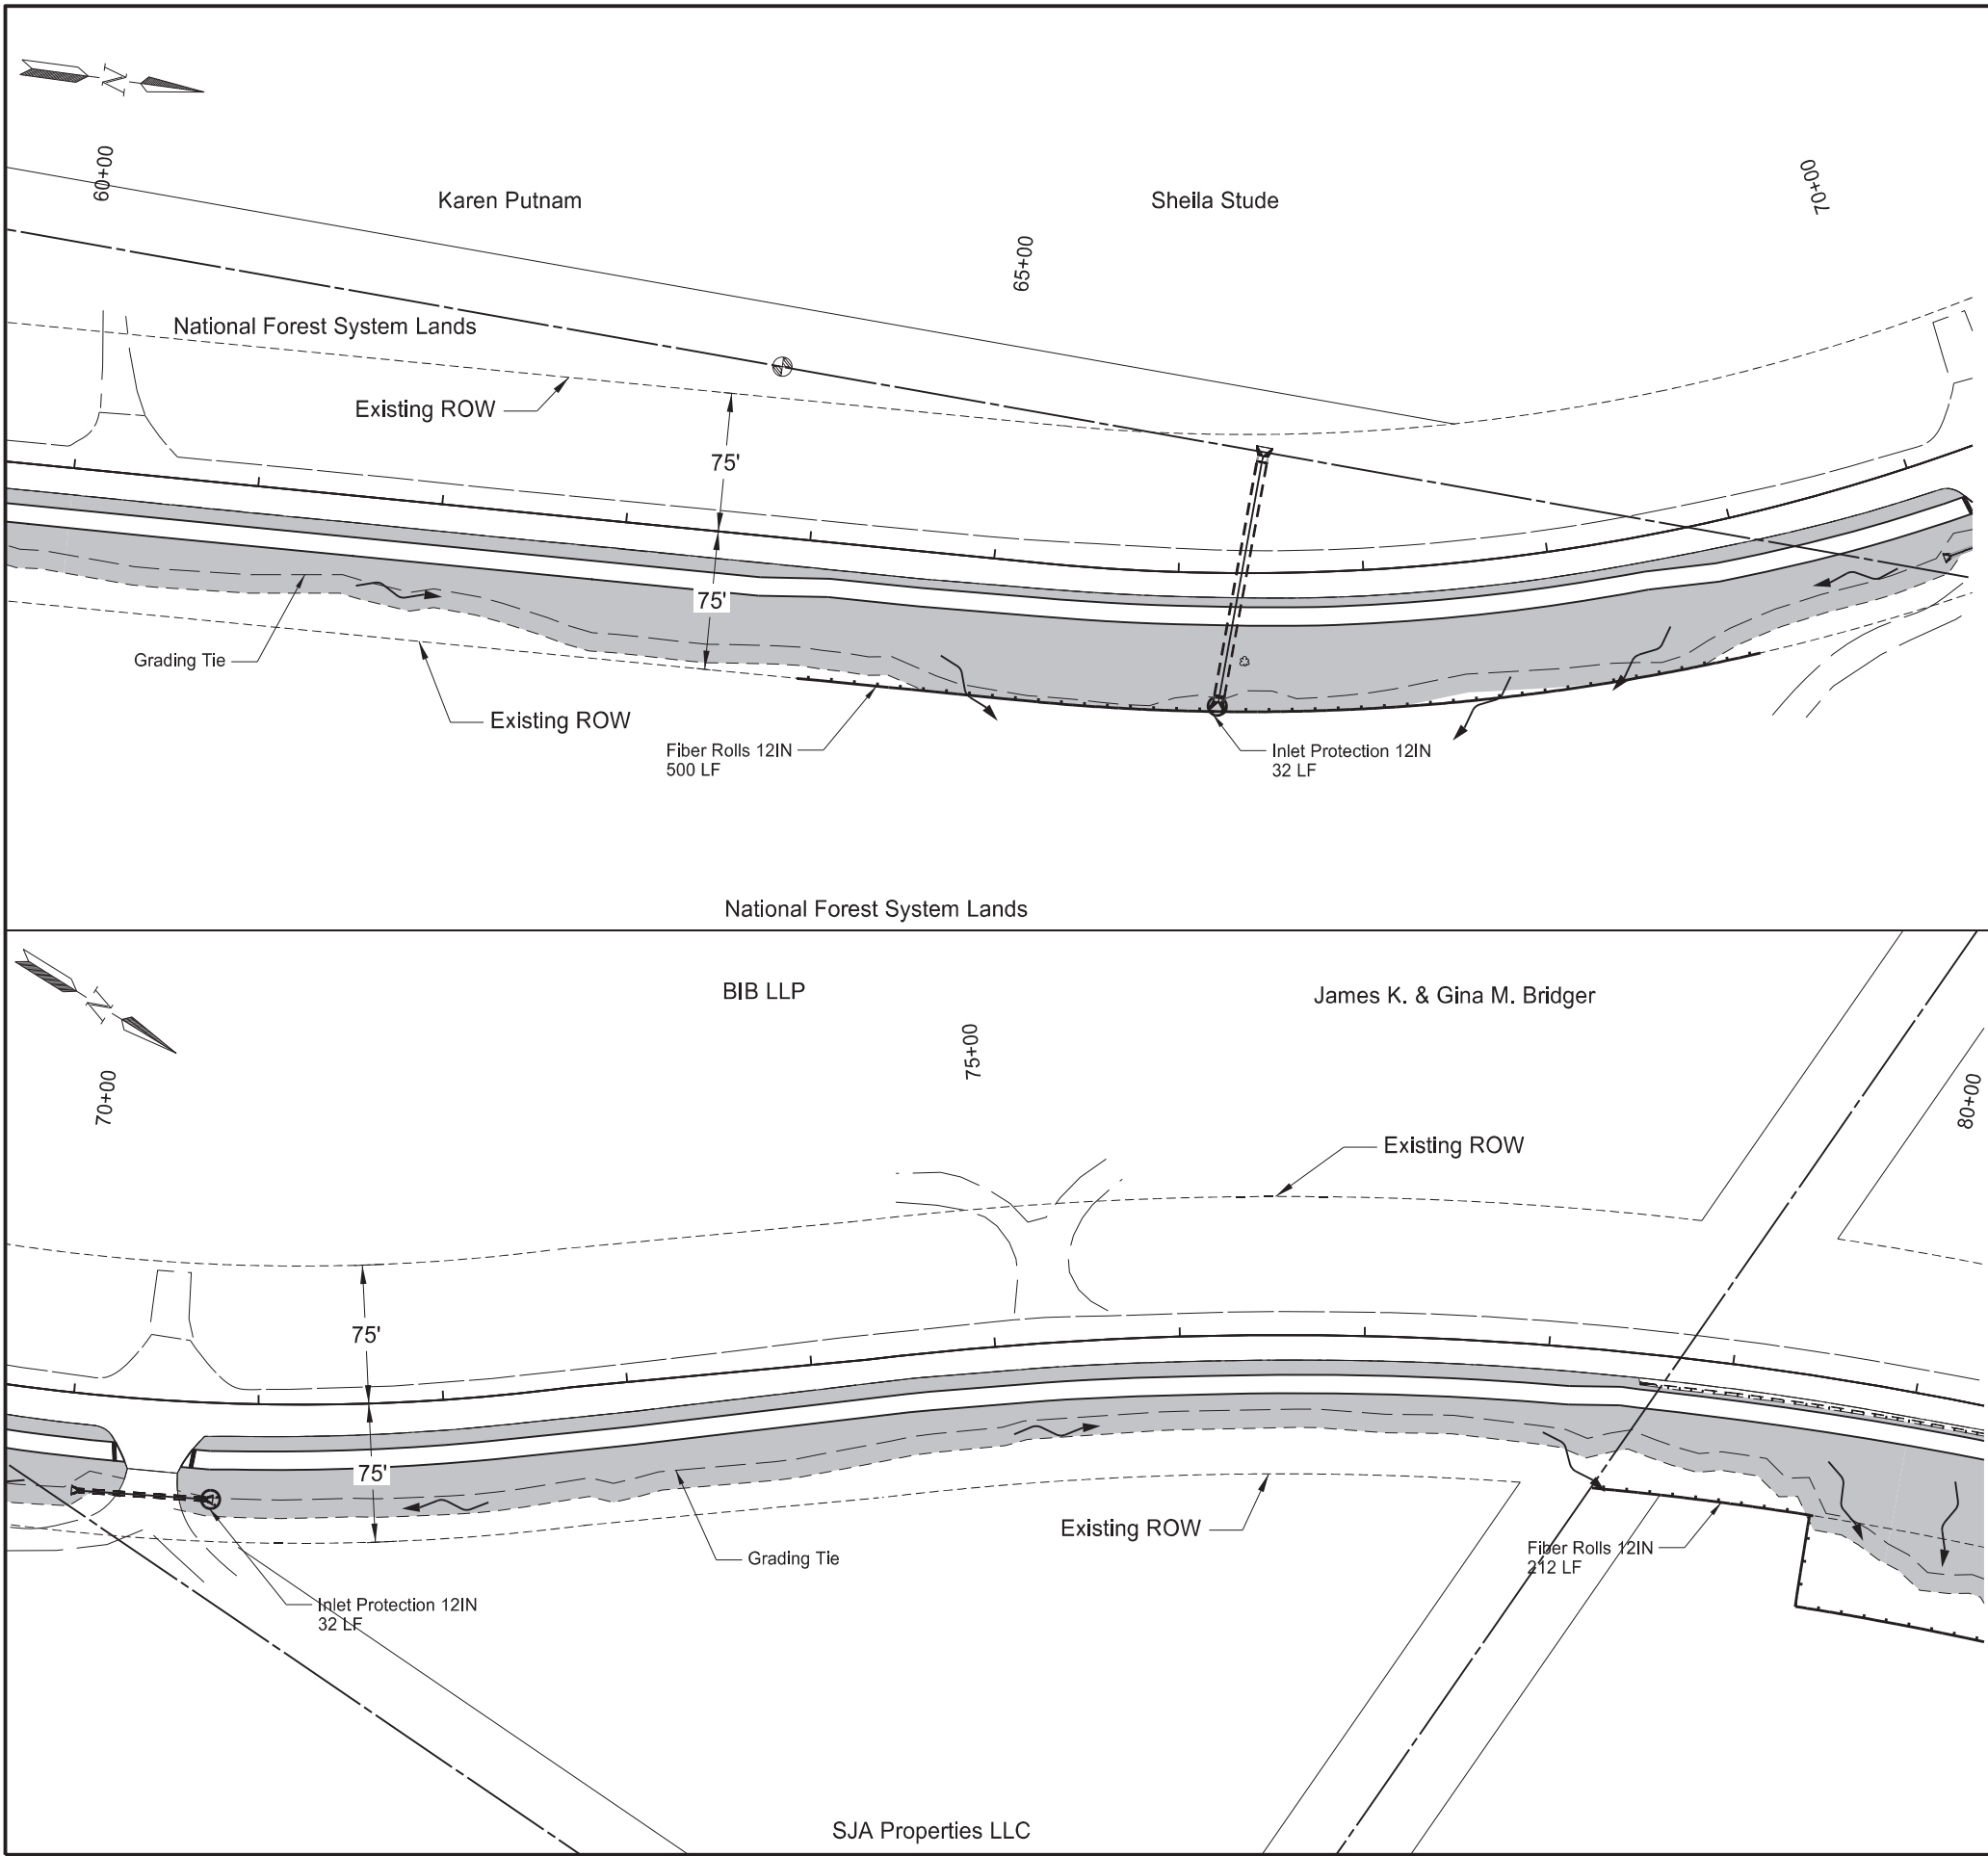 N
60+00
Karen Putnam
Sheila Stude
70+00
65+00
National Forest System Lands
Existing ROW
75'
75'
Grading Tie
Existing ROW
Fiber Rolls 12IN
500 LF
Inlet Protection 12IN
32 LF
National Forest System Lands
N
BIB LLP
James K. & Gina M. Bridger
75+00
70+00
80+00
Existing ROW
75'
75'
Existing ROW
Grading Tie
Fiber Rolls 12IN
212 LF
Inlet Protection 12IN
32 LF
SJA Properties LLC